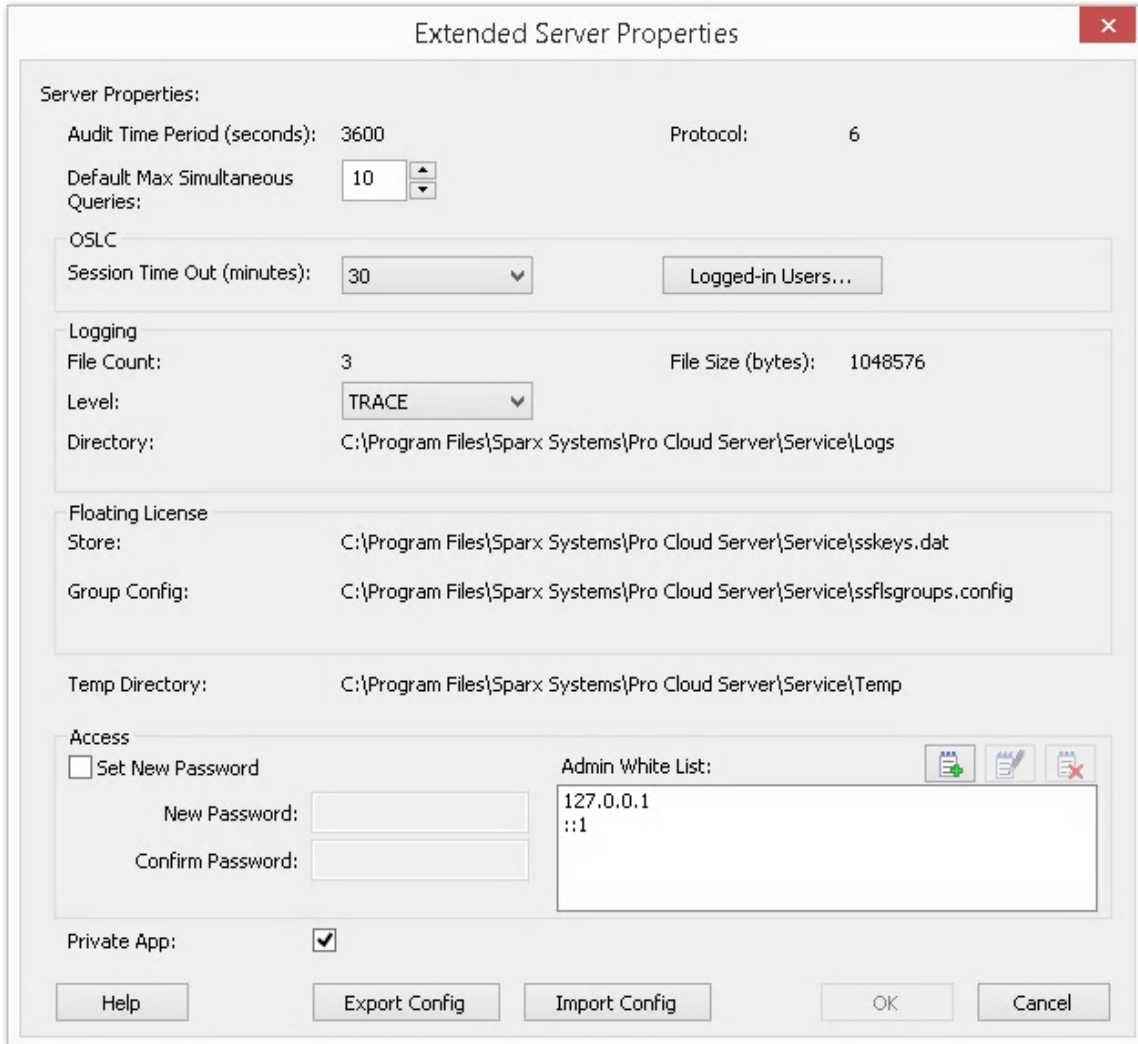 Extended Server Properties
Server Properties:
Audit Time Period (seconds): 3600 Protocol: 6
Default Max Simultaneous
Queries:
10
OSLC
Session Time Out (minutes): 30 Logged-in Users...
Logging
File Count: 3 File Size (bytes): 1048576
Level: TRACE
Directory: C:\Program Files\Sparx Systems\Pro Cloud Server\Service\Logs
Floating License
Store: C:\Program Files\Sparx Systems\Pro Cloud Server\Service\sskeys.dat
Group Config: C:\Program Files\Sparx Systems\Pro Cloud Server\Service\ssflsgroups.config
Temp Directory: C:\Program Files\Sparx Systems\Pro Cloud Server\Service\Temp
Access
Set New Password
New Password:
Confirm Password:
Admin White List:
127.0.0.1
::1
Private App:
Help Export Config Import Config OK Cancel